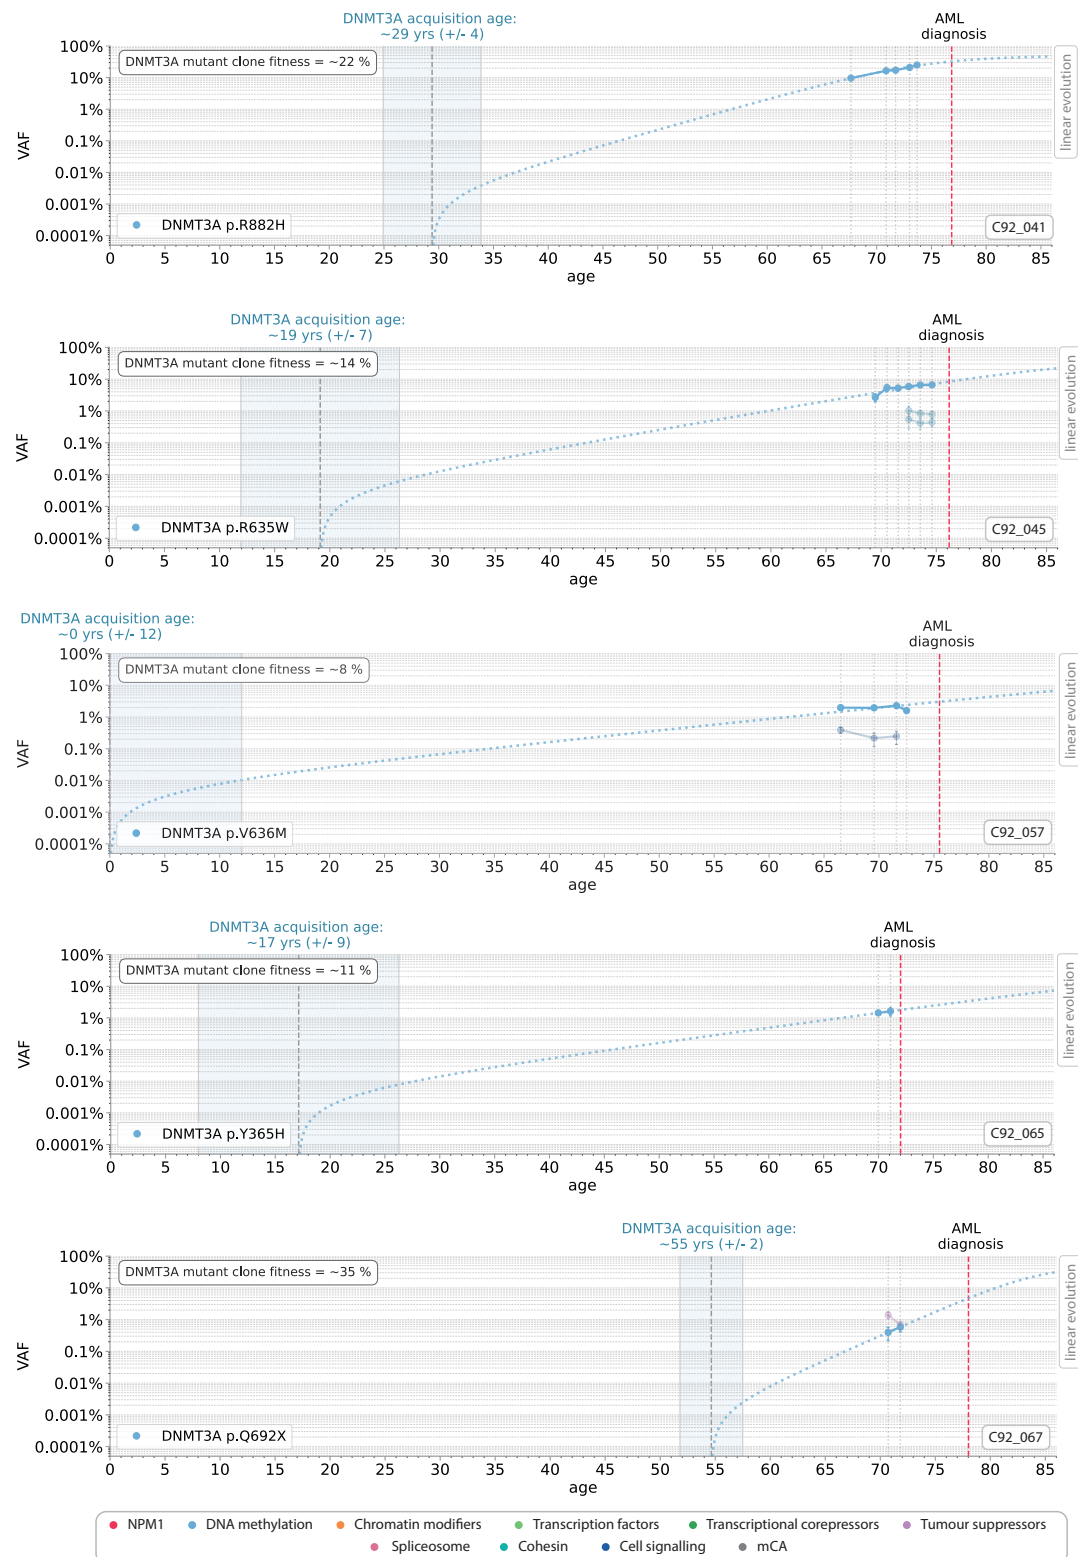 DNMT3A acquisition age:
~29 yrs (+/- 4)
AML
diagnosis
DNMT3A mutant clone fitness = ~22 %
100%
10%
1%
0.1%
0.01%
0.001%
0.0001%
VAF
DNMT3A p.R882H
C92_041
linear evolution
0 5 10 15 20 25 30 35 40 45 50 55 60 65 70 75 80 85
age
DNMT3A acquisition age:
~19 yrs (+/- 7)
AML
diagnosis
DNMT3A mutant clone fitness = ~14 %
100%
10%
1%
0.1%
0.01%
0.001%
0.0001%
VAF
DNMT3A p.R635W
C92_045
linear evolution
0 5 10 15 20 25 30 35 40 45 50 55 60 65 70 75 80 85
age
DNMT3A acquisition age:
~0 yrs (+/- 12)
AML
diagnosis
DNMT3A mutant clone fitness = ~8 %
100%
10%
1%
0.1%
0.01%
0.001%
0.0001%
VAF
DNMT3A p.V636M
C92_057
linear evolution
0 5 10 15 20 25 30 35 40 45 50 55 60 65 70 75 80 85
age
DNMT3A acquisition age:
~17 yrs (+/- 9)
AML
diagnosis
DNMT3A mutant clone fitness = ~11 %
100%
10%
1%
0.1%
0.01%
0.001%
0.0001%
VAF
DNMT3A p.Y365H
C92_065
linear evolution
0 5 10 15 20 25 30 35 40 45 50 55 60 65 70 75 80 85
age
DNMT3A acquisition age:
~55 yrs (+/- 2)
AML
diagnosis
DNMT3A mutant clone fitness = ~35 %
100%
10%
1%
0.1%
0.01%
0.001%
0.0001%
VAF
DNMT3A p.Q692X
C92_067
linear evolution
0 5 10 15 20 25 30 35 40 45 50 55 60 65 70 75 80 85
age
NPM1 DNA methylation Chromatin modifiers Transcription factors Transcriptional corepressors Tumour suppressors
Spliceosome Cohesin Cell signalling mCA